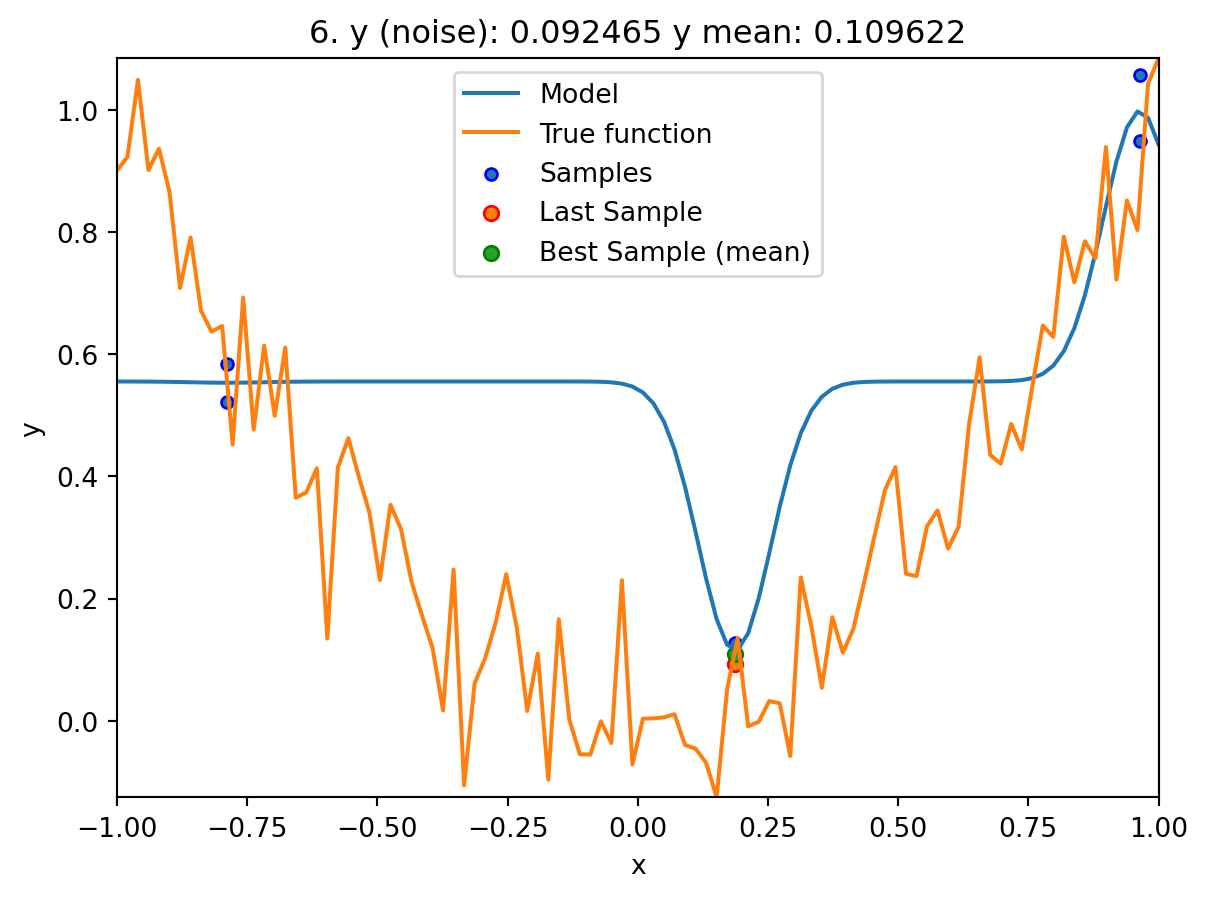 6. y (noise): 0.092465 y mean: 0.109622
Model
True function
Samples
Last Sample
Best Sample (mean)
1.0
0.8
0.6
0.4
0.2
0.0
y
−1.00 −0.75 −0.50 −0.25 0.00 0.25 0.50 0.75 1.00
x